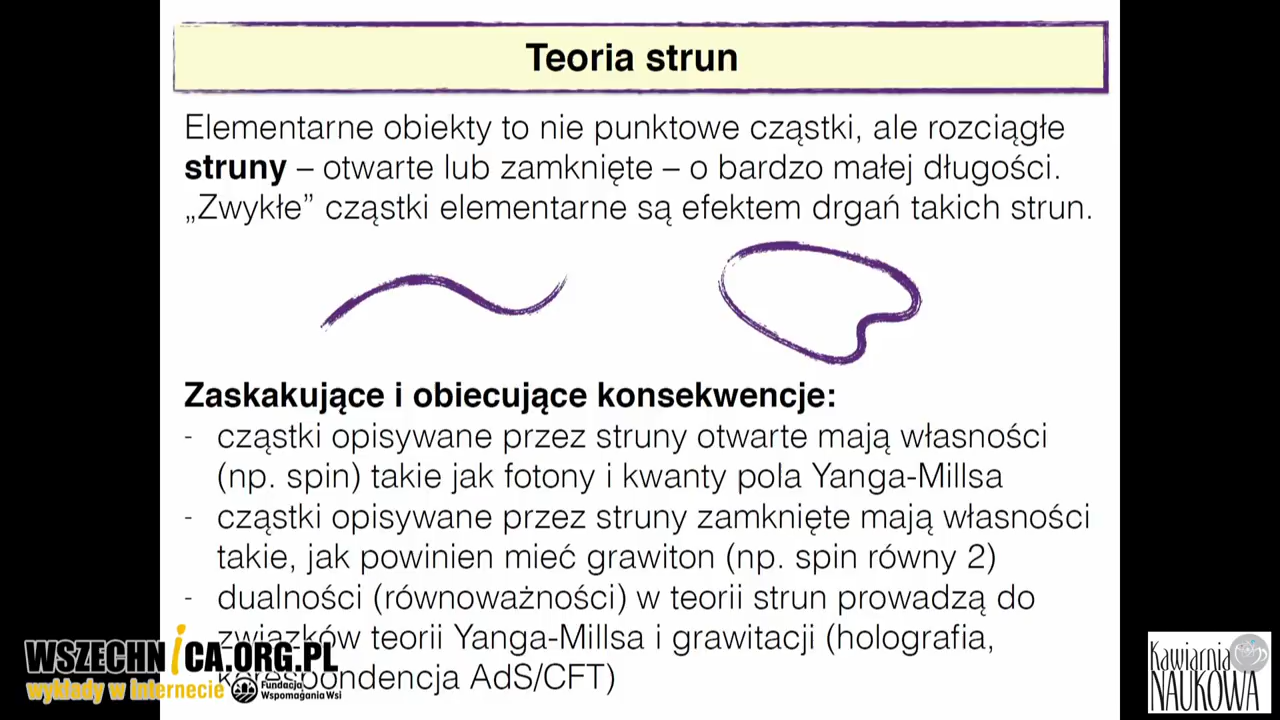 Teoria strun
Elementarne obiekty to nie punktowe cząstki, ale rozciągłe
struny – otwarte lub zamknięte – o bardzo małej długości.
„Zwykłe” cząstki elementarne są efektem drgań takich strun.
Zaskakujące i obiecujące konsekwencje:
- cząstki opisywane przez struny otwarte mają własności
(np. spin) takie jak fotony i kwanty pola Yanga-Millsa
- cząstki opisywane przez struny zamknięte mają własności
takie, jak powinien mieć grawiton (np. spin równy 2)
- dualności (równoważności) w teorii strun prowadzą do
związków teorii Yanga-Millsa i grawitacji (holografia,
korespondencja AdS/CFT)
WSZECHNICA.ORG.PL
wykłady w internecie
Fundacja
Wspomagania Wsi
Kawiarnia
NAUKOWA